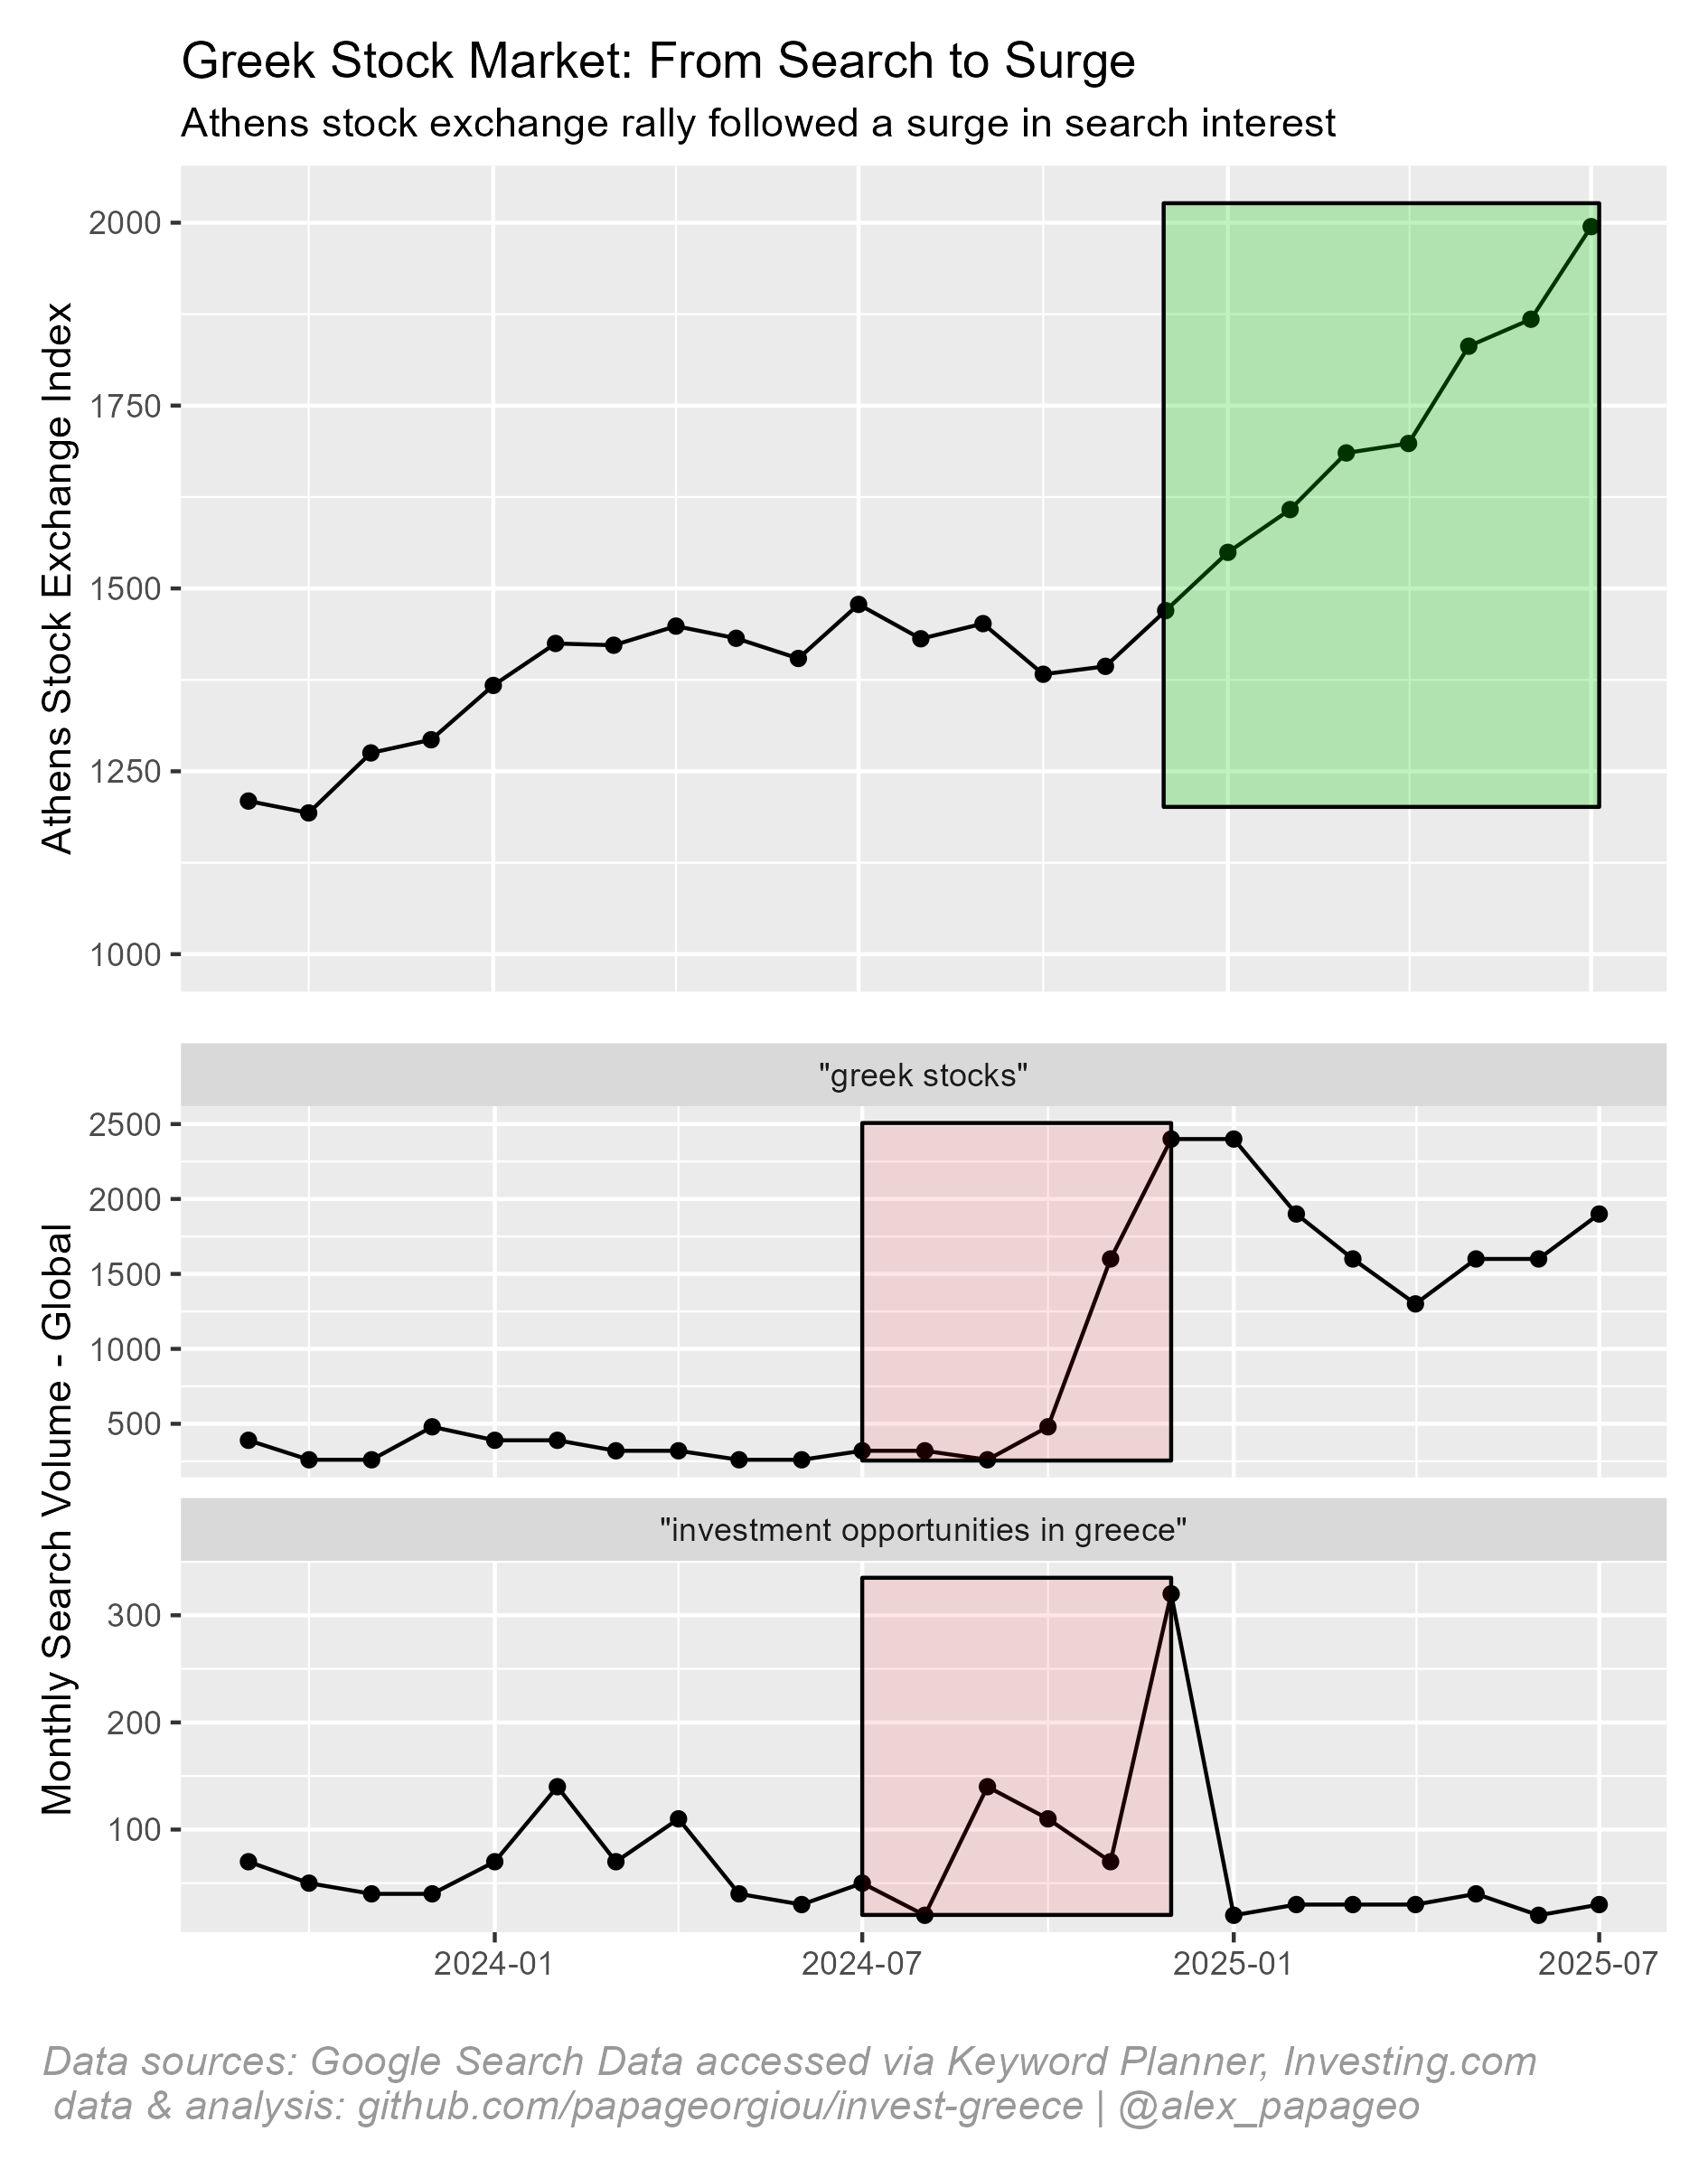 Greek Stock Market: From Search to Surge
Athens stock exchange rally followed a surge in search interest
Athens Stock Exchange Index
2000
1750
1500
1250
1000
Monthly Search Volume - Global
"greek stocks"
2500
2000
1500
1000
500
"investment opportunities in greece"
300
200
100
2024-01
2024-07
2025-01
2025-07
Data sources: Google Search Data accessed via Keyword Planner, Investing.com
data & analysis: github.com/papageorgiou/invest-greece | @alex_papageo